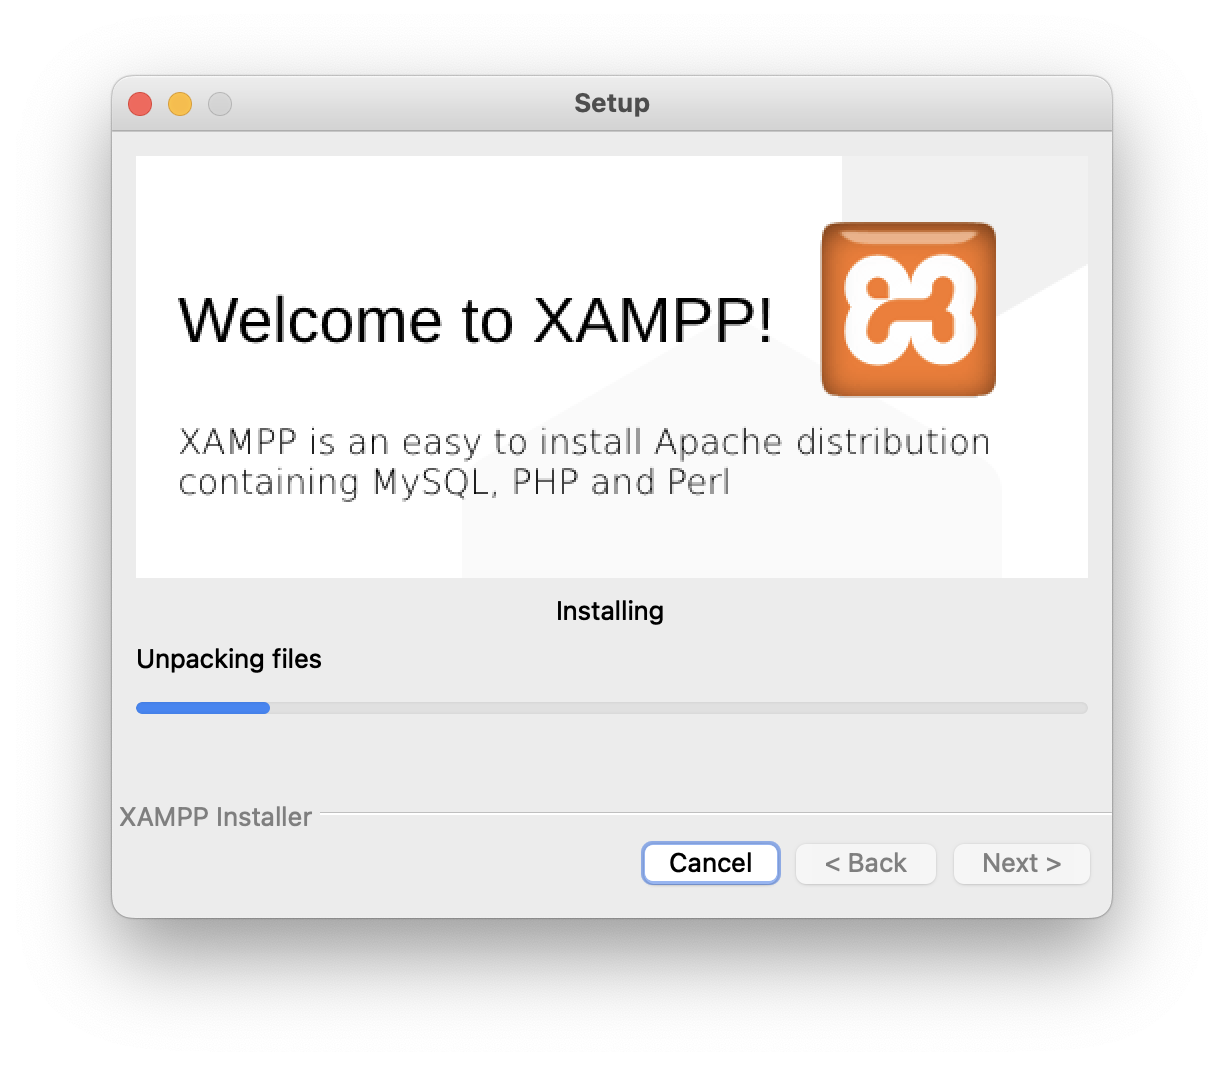 Setup
Welcome to XAMPP!
XAMPP is an easy to install Apache distribution
containing MySQL, PHP and Perl
Installing
Unpacking files
XAMPP Installer
Cancel
< Back
Next >